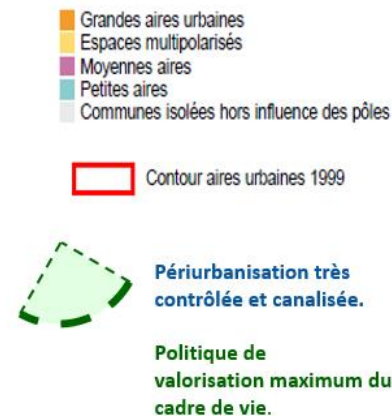 Grandes aires urbaines
Espaces multipolarisés
Moyennes aires
Petites aires
Communes isolées hors influence des pôles
Contour aires urbaines 1999
Périurbanisation très
contrôlée et canalisée.
Politique de
valorisation maximum du
cadre de vie.